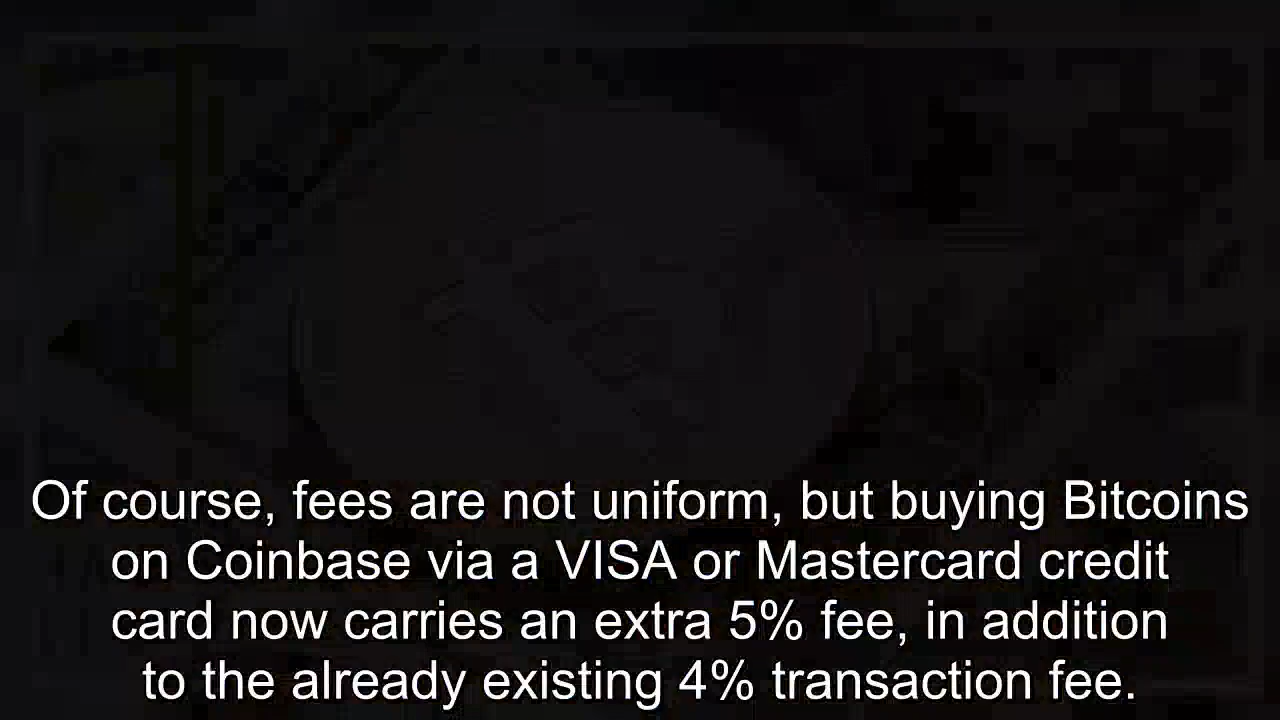 Of course, fees are not uniform, but buying Bitcoins
on Coinbase via a VISA or Mastercard credit
card now carries an extra 5% fee, in addition
to the already existing 4% transaction fee.